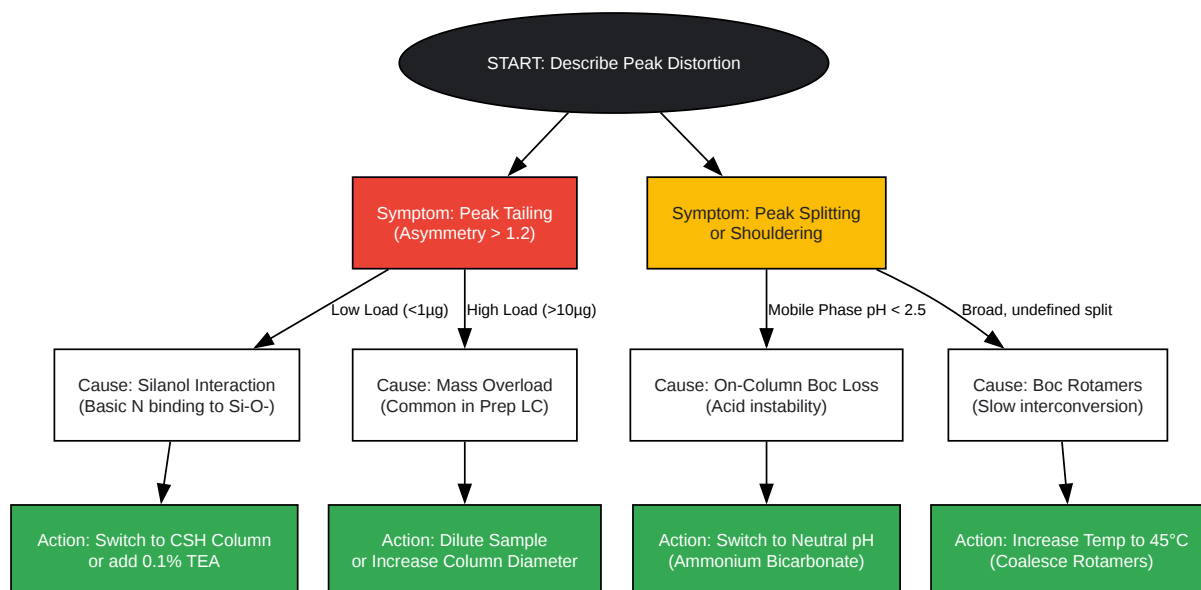 START: Describe Peak Distortion
Symptom: Peak Tailing
(Asymmetry > 1.2)
Symptom: Peak Splitting
or Shouldering
Low Load (<1µg)
High Load (>10µg)
Mobile Phase pH < 2.5
Broad, undefined split
Cause: Silanol Interaction
(Basic N binding to Si-O-)
Cause: Mass Overload
(Common in Prep LC)
Cause: On-Column Boc Loss
(Acid instability)
Cause: Boc Rotamers
(Slow interconversion)
Action: Switch to CSH Column
or add 0.1% TEA
Action: Dilute Sample
or Increase Column Diameter
Action: Switch to Neutral pH
(Ammonium Bicarbonate)
Action: Increase Temp to 45°C
(Coalesce Rotamers)